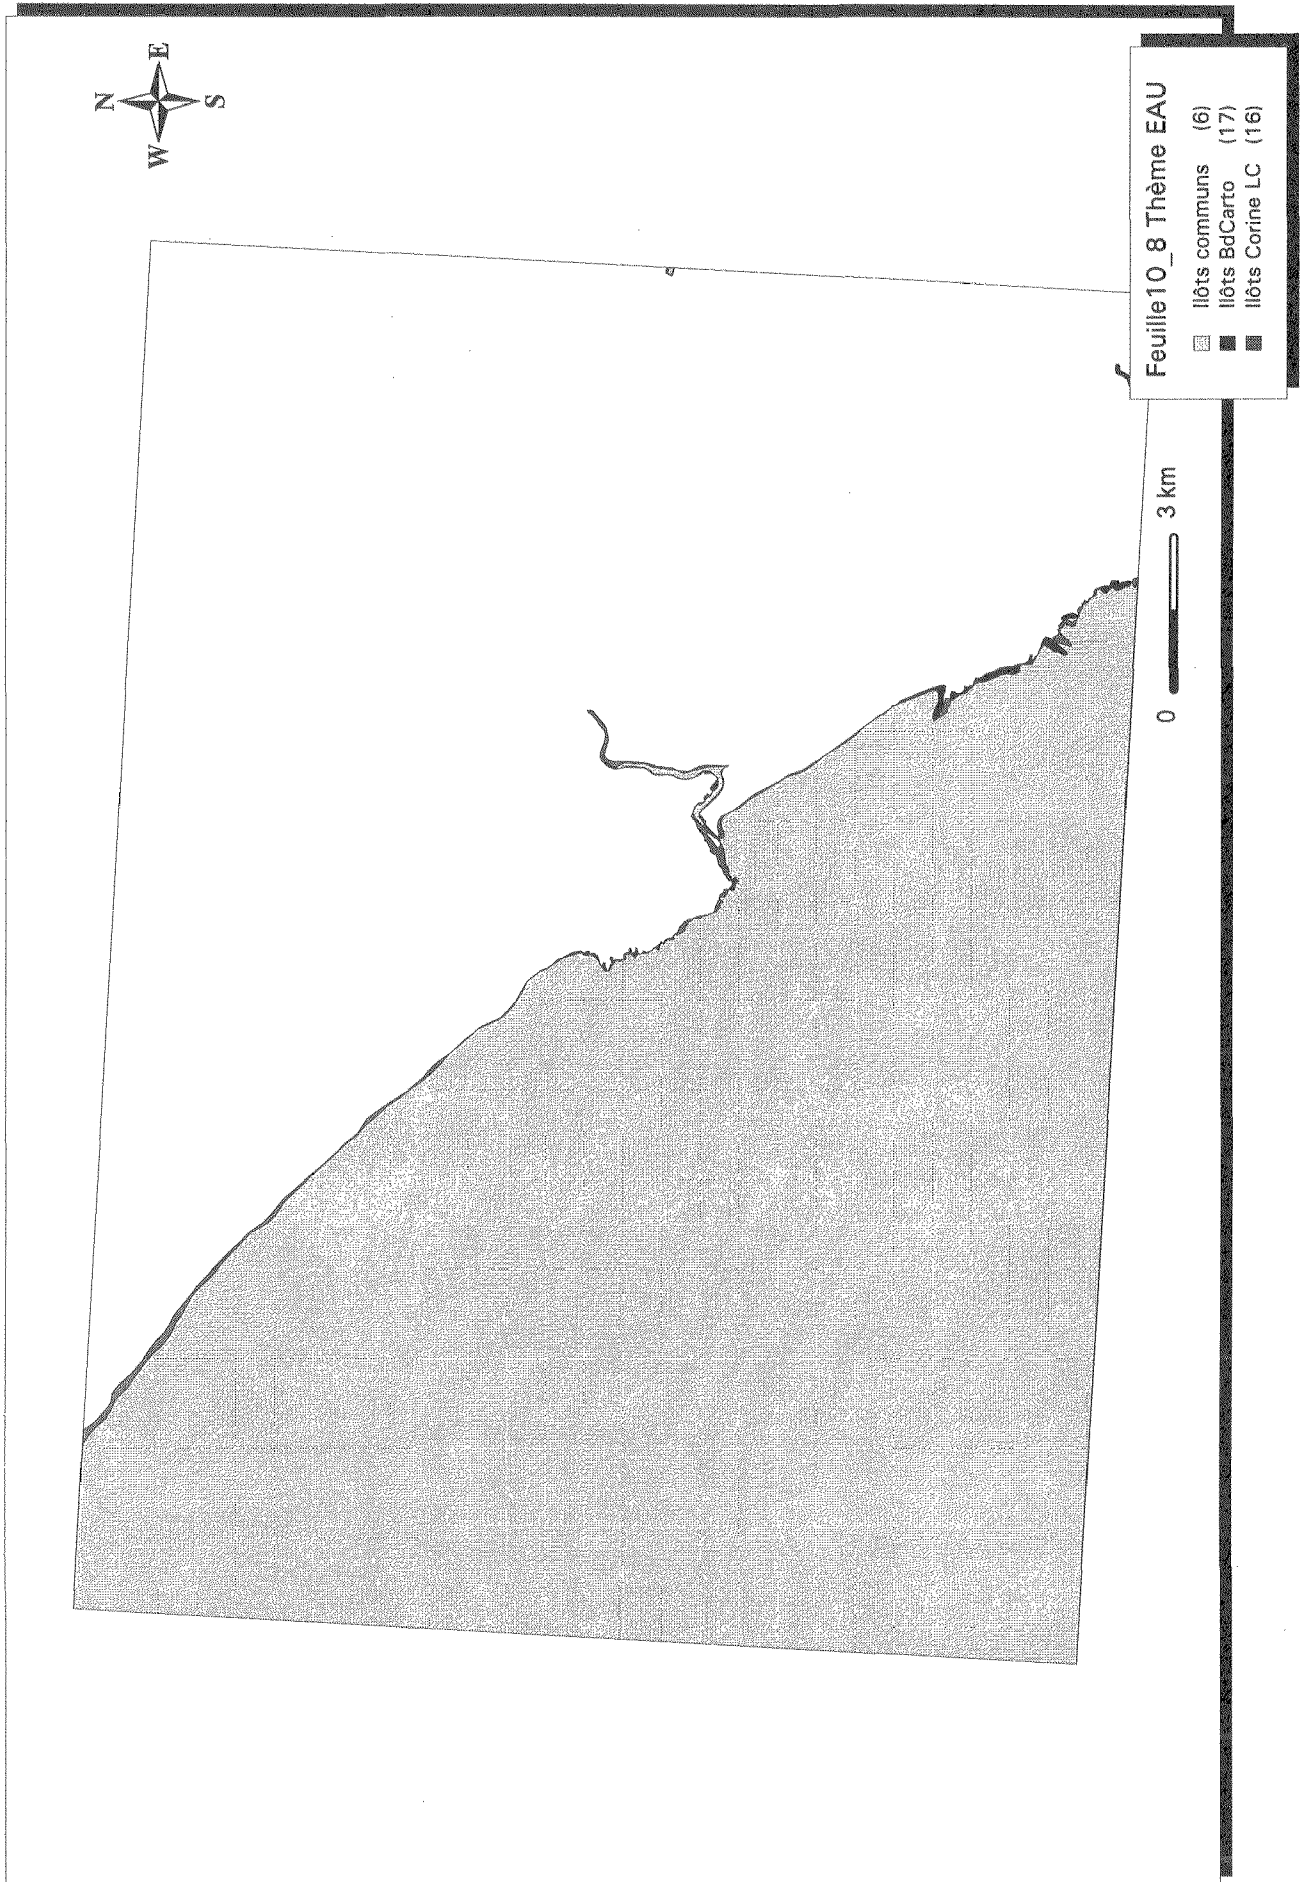 N
W E
S
Feuille10_8 Thème EAU
Ilôts communs (6)
Ilôts BdCarto (17)
Ilôts Corine LC (16)
0 3 km